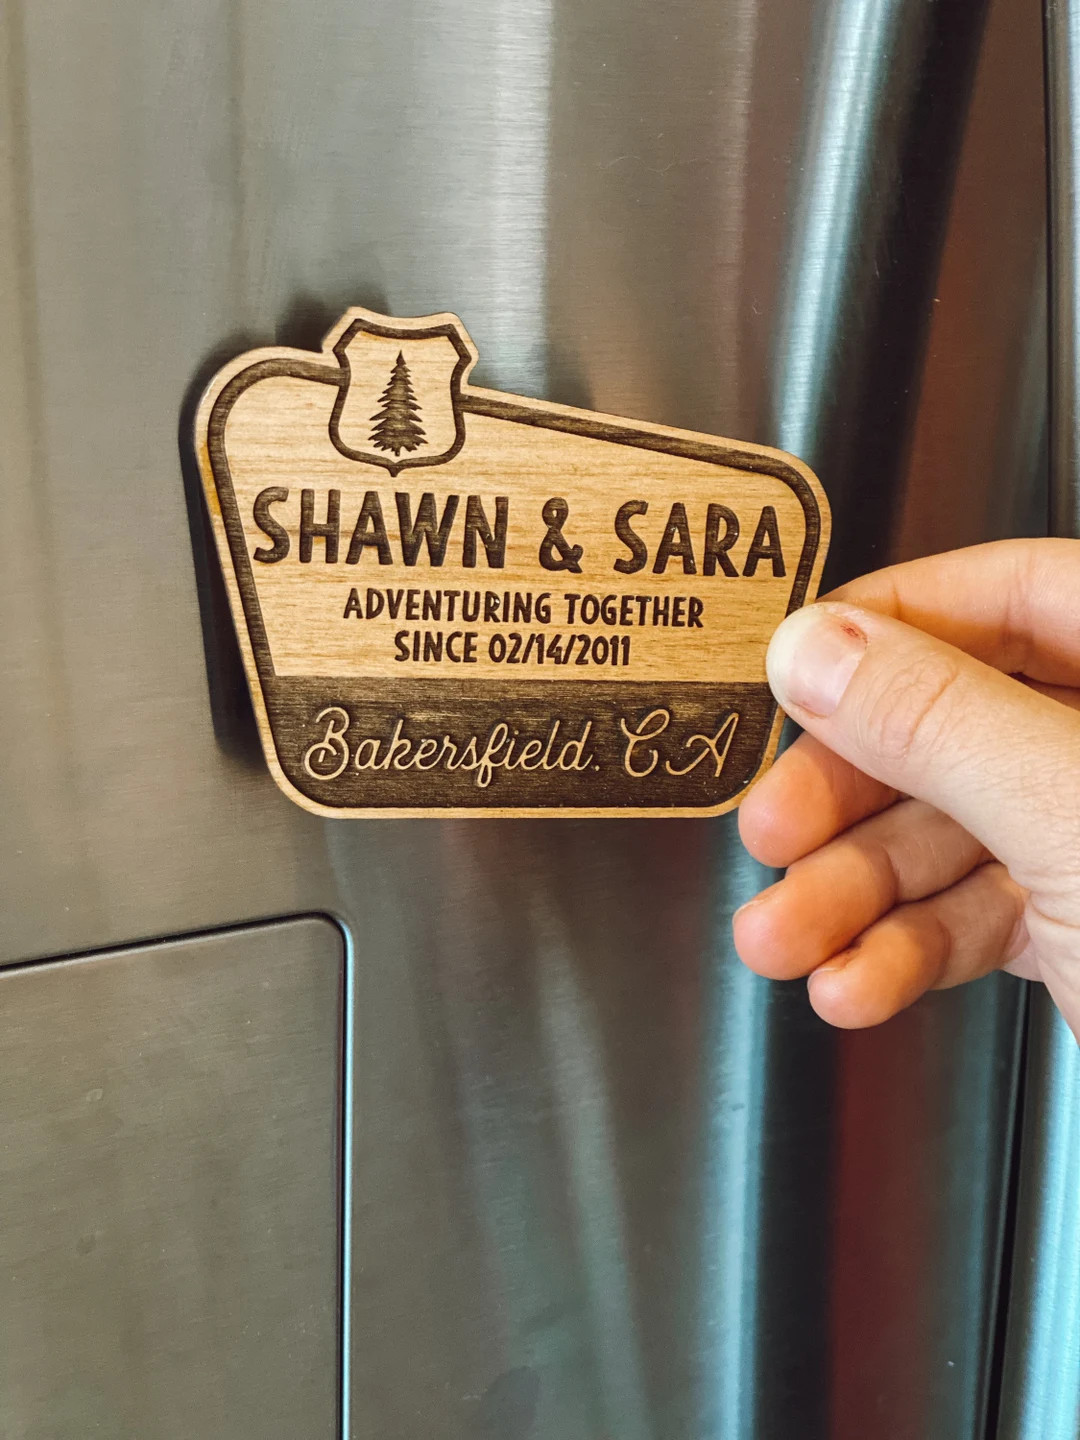 SHAWN & SARA
ADVENTURING TOGETHER
SINCE 02/14/2011
Bakersfield. CA